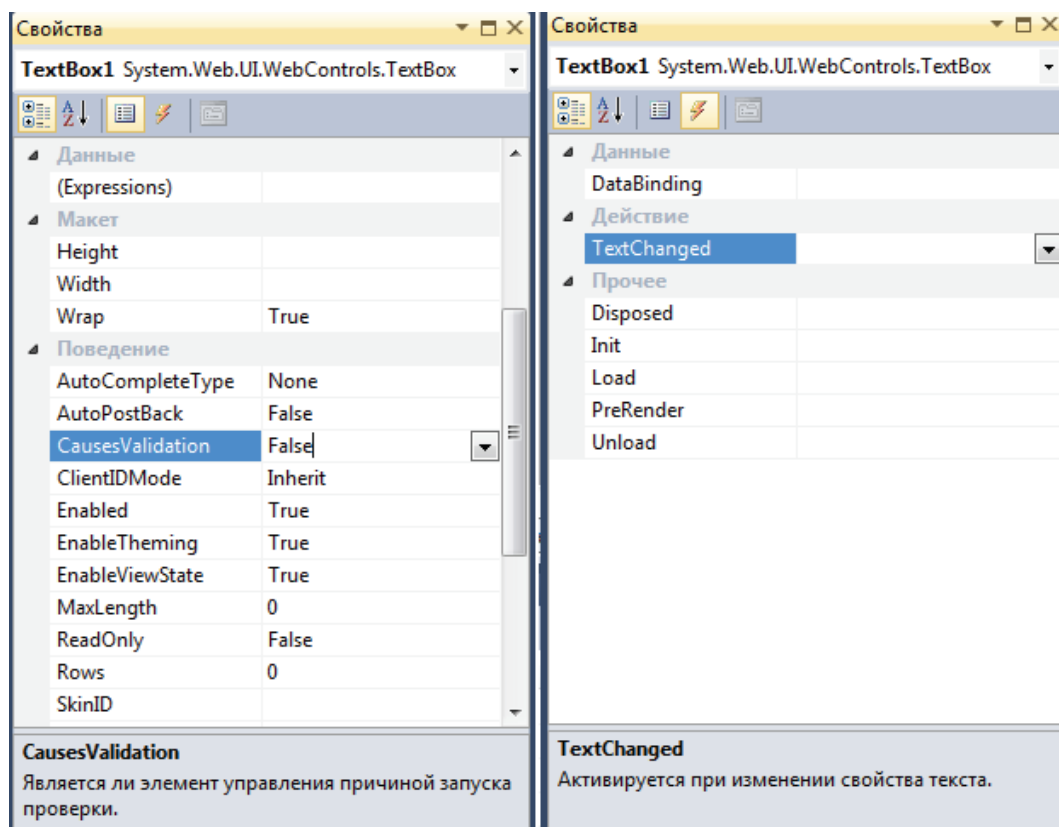 Свойства
TextBox1 System.Web.UI.WebControls.TextBox
Данные
(Expressions)
Макет
Height
Width
Wrap True
Поведение
AutoCompleteType None
AutoPostBack False
CausesValidation False
ClientIDMode Inherit
Enabled True
EnableTheming True
EnableViewState True
MaxLength 0
ReadOnly False
Rows 0
SkinID
CausesValidation
Является ли элемент управления причиной запуска
проверки.
Свойства
TextBox1 System.Web.UI.WebControls.TextBox
Данные
DataBinding
Действие
TextChanged
Прочее
Disposed
Init
Load
PreRender
Unload
TextChanged
Активируется при изменении свойства текста.